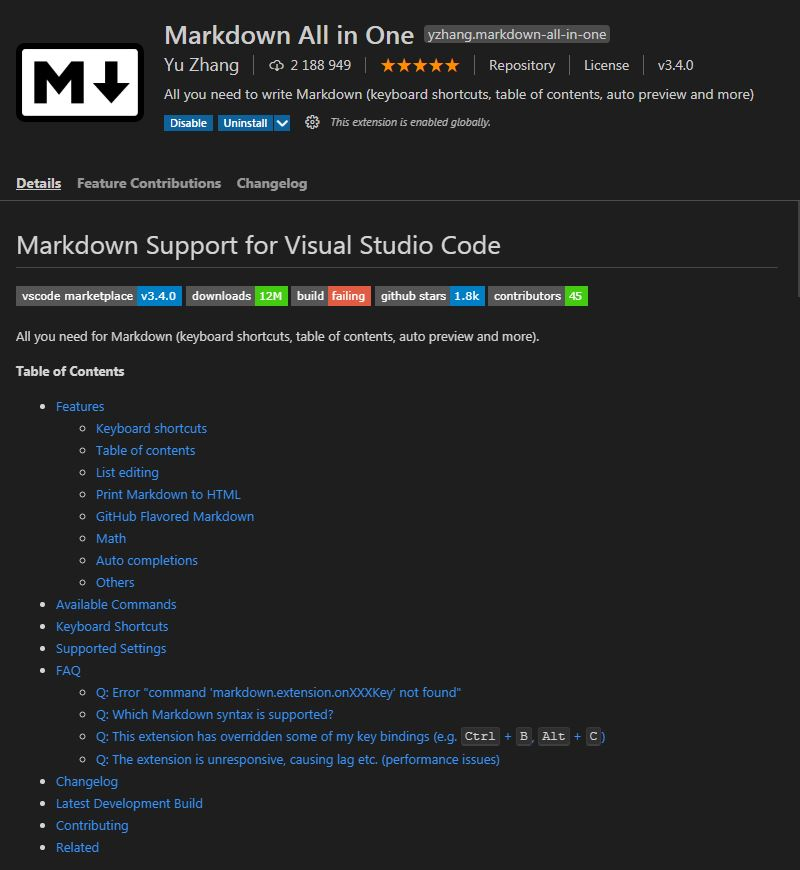 Markdown All in One yzhang.markdown-all-in-one
Yu Zhang 2 188 949 Repository License v3.4.0
All you need to write Markdown (keyboard shortcuts, table of contents, auto preview and more)
Disable Uninstall This extension is enabled globally.
M
Details Feature Contributions Changelog
Markdown Support for Visual Studio Code
vscode marketplace v3.4.0 downloads 12M build failing github stars 1.8k contributors 45
All you need for Markdown (keyboard shortcuts, table of contents, auto preview and more).
Table of Contents
Features
Keyboard shortcuts
Table of contents
List editing
Print Markdown to HTML
GitHub Flavored Markdown
Math
Auto completions
Others
Available Commands
Keyboard Shortcuts
Supported Settings
FAQ
Q: Error "command 'markdown.extension.onXXXKey' not found"
Q: Which Markdown syntax is supported?
Q: This extension has overridden some of my key bindings (e.g. Ctrl + B, Alt + C)
Q: The extension is unresponsive, causing lag etc. (performance issues)
Changelog
Latest Development Build
Contributing
Related